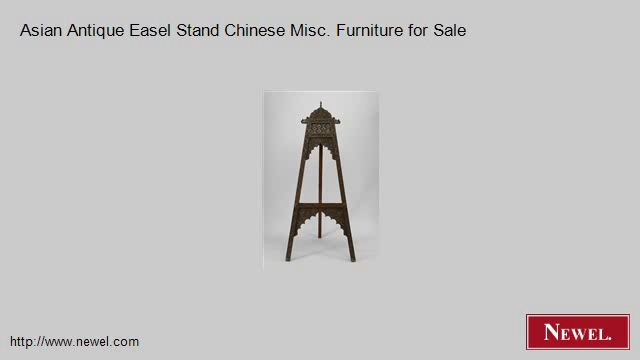 Asian Antique Easel Stand Chinese Misc. Furniture for Sale
http://www.newel.com
NEWEL.